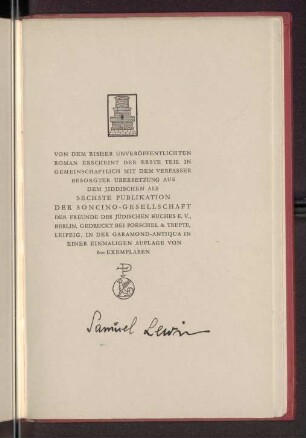 VON DEM BISHER UNVERÖFFENTLICHTEN
ROMAN ERSCHEINT DER ERSTE TEIL IN
GEMEINSCHAFTLICH MIT DEM VERFASSER
BESORGTER ÜBERSETZUNG AUS
DEM JIDDISCHEN ALS
SECHSTE PUBLIKATION
DER SONCINO-GESELLSCHAFT
DER FREUNDE DES JÜDISCHEN BUCHES E. V.,
BERLIN. GEDRUCKT BEI POESCHEL & TREPTE,
LEIPZIG, IN DER GARAMOND-ANTIQUA IN
EINER EINMALIGEN AUFLAGE VON
800 EXEMPLAREN
Samuel Lewin